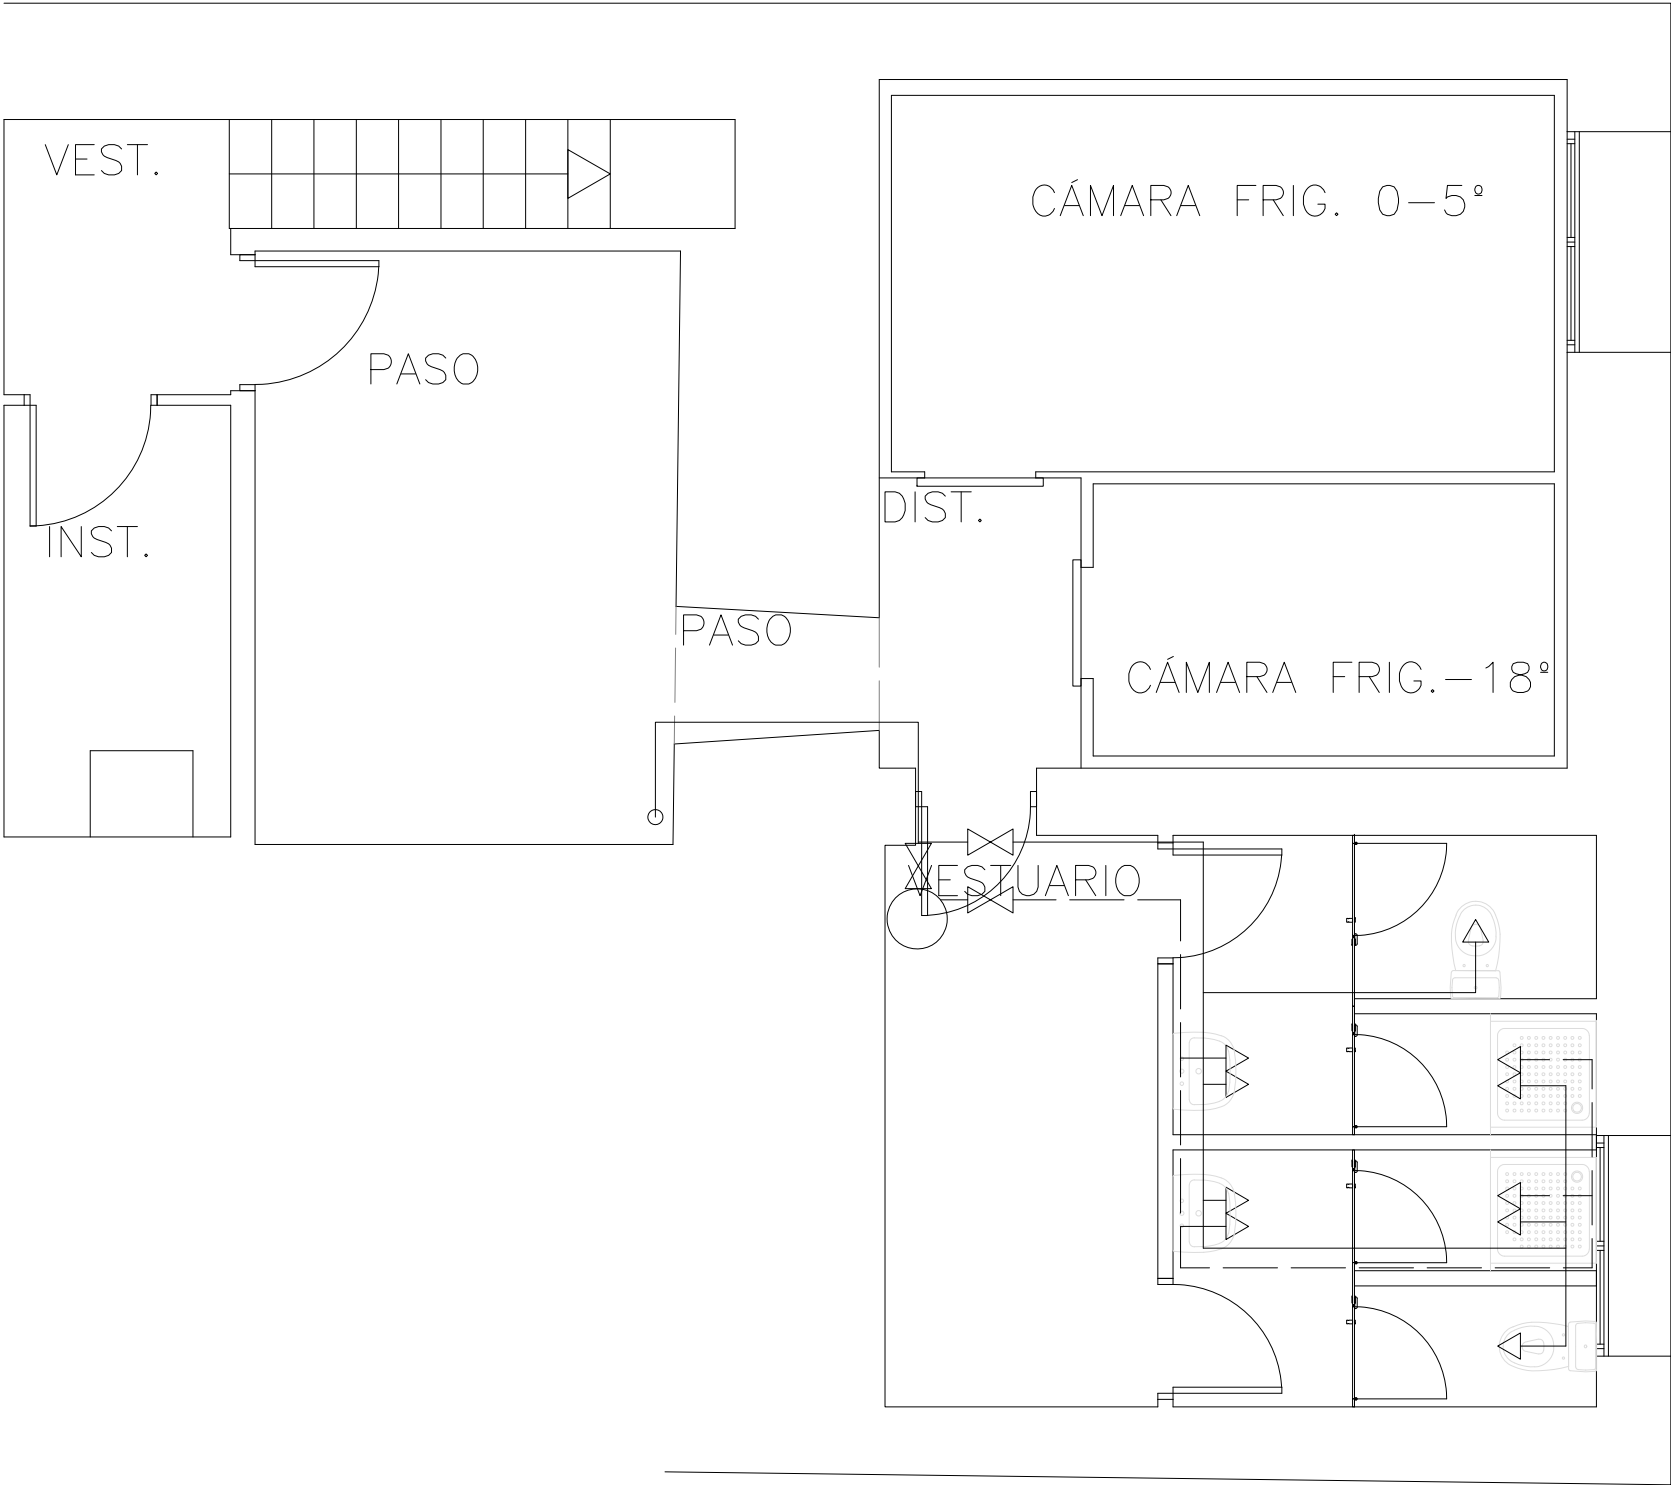 VEST.
CÁMARA FRIG. 0-5º
PASO
DIST.
INST.
PASO
CÁMARA FRIG.-18º
VESTUARIO